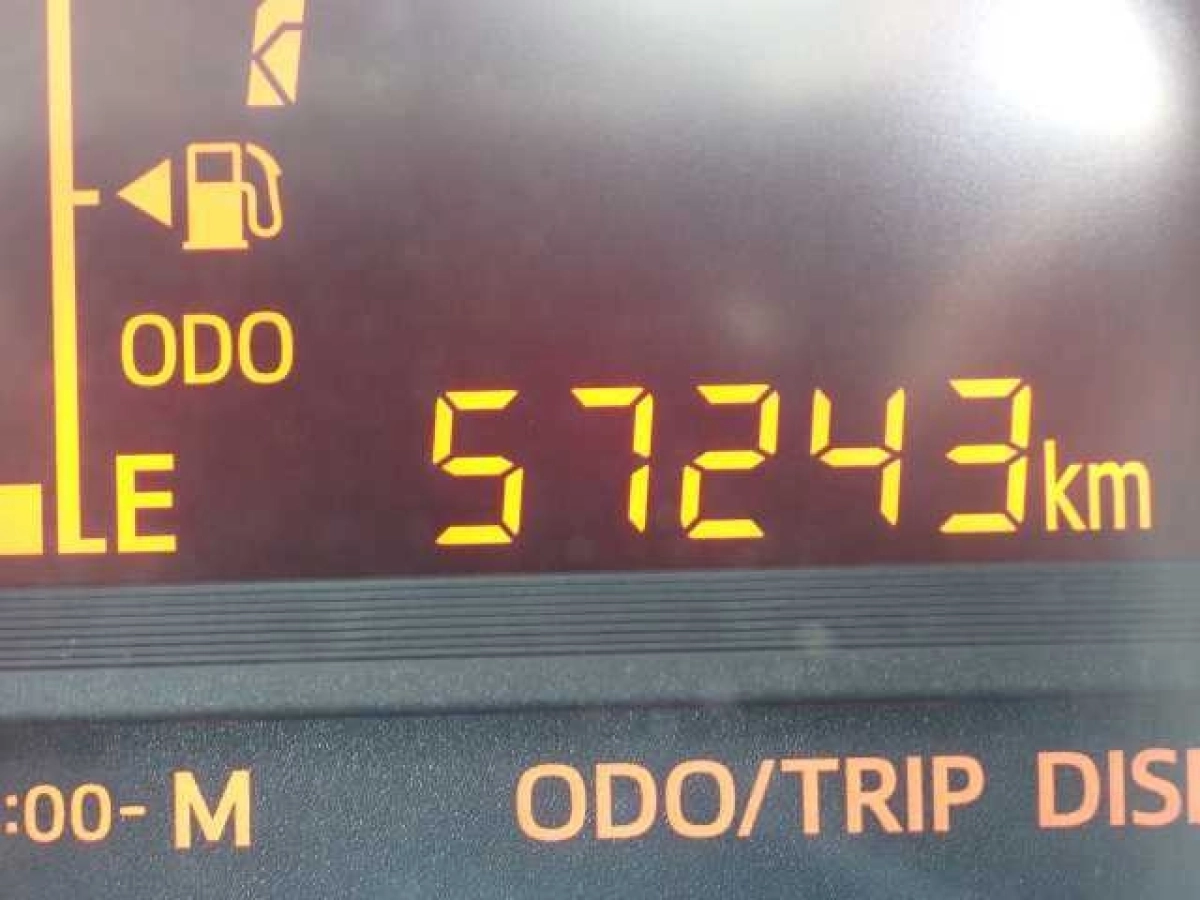 ODO
57243km
E
:00- M
ODO/TRIP